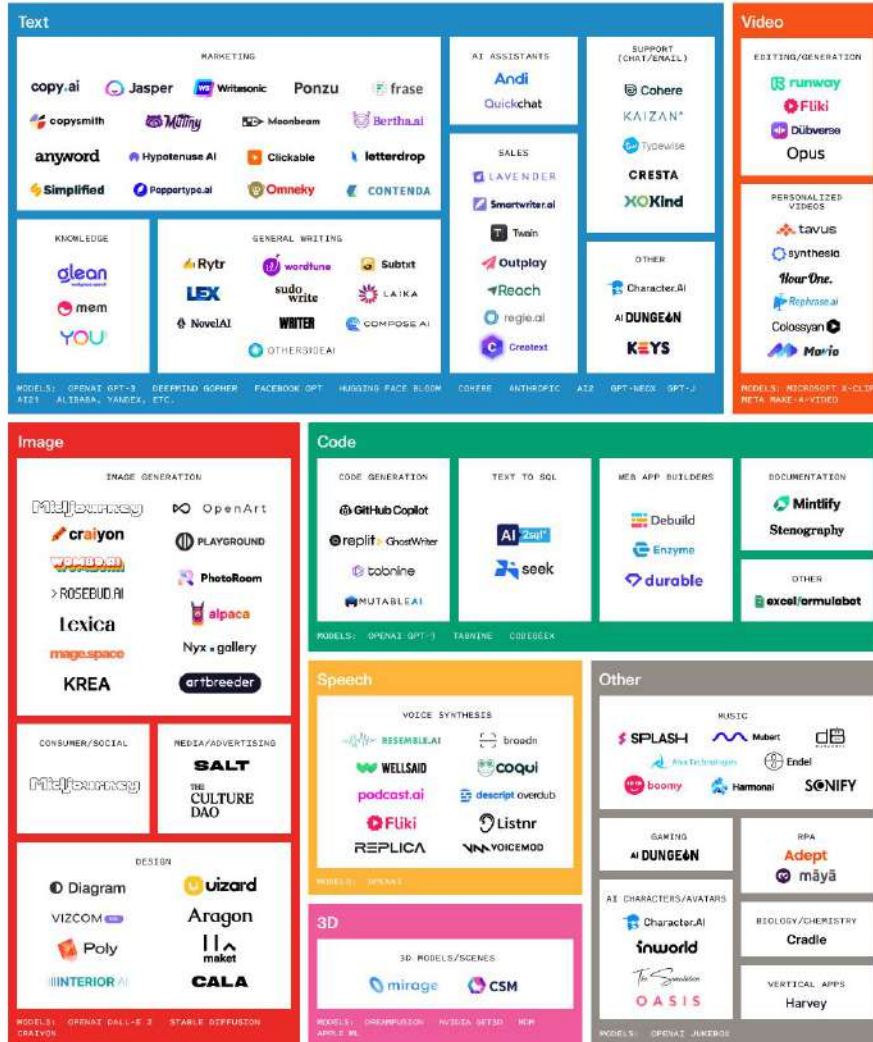 Text
MARKETING
copy.ai Jasper Writesonic Ponzu frase
copysmith Mutiny Moonbeam Bertha.ai
anyword Hypotenuse AI Clickable letterdrop
Simplified Peppertype.ai Omneky CONTENDA
KNOWLEDGE
glean
mem
YOU
GENERAL WRITING
Rytr wordtune Subtxt
LEX sudo write LAIKA
NovelAI WRITER COMPOSE AI
OTHERSIDEAI
AI ASSISTANTS
Andi
Quickchat
SALES
LAVENDER
Smartwriter.ai
Twain
Outplay
Reach
regie.ai
Creatext
SUPPORT
(CHAT/EMAIL)
Cohere
KAIZAN
Typewise
CRESTA
XOKind
OTHER
Character.AI
AI DUNGEON
KEYS
MODELS: OPENAI GPT-3 DEEPMIND GOPHER FACEBOOK OPT HUGGING FACE BLOOM COHERE ANTHROPIC AI2 GPT-NEOX GPT-J
AI21 ALIBABA, YANDEX, ETC.
Video
EDITING/GENERATION
runway
Fliki
Dubverse
Opus
PERSONALIZED
VIDEOS
tavus
synthesia
Hour One.
Rephrase.ai
Colossyan
Mavia
MODELS: MICROSOFT X-CLIP
META MAKE-A-VIDEO
Image
IMAGE GENERATION
Midjourney OpenArt
craiyon PLAYGROUND
WOMBO.AI PhotoRoom
ROSEBUD.AI alpaca
Lexica Nyx gallery
mage.space artbreeder
KREA
CONSUMER/SOCIAL
Midjourney
MEDIA/ADVERTISING
SALT
THE
CULTURE
DAO
DESIGN
Diagram uizard
VIZCOM Aragon
Poly maket
INTERIOR AI CALA
MODELS: OPENAI DALL-E 2 STABLE DIFFUSION
CRAIYON
Code
CODE GENERATION
GitHub Copilot
replit GhostWriter
tabnine
MUTABLEAI
TEXT TO SQL
AI 2sql
seek
WEB APP BUILDERS
Debuild
Enzyme
durable
DOCUMENTATION
Mintlify
Stenography
OTHER
excelformulabot
MODELS: OPENAI GPT-3 TABNINE CODEGEEX
Speech
VOICE SYNTHESIS
RESEMBLE.AI broadn
WELLSAID coqui
podcast.ai descript overdub
Fliki Listnr
REPLICA VOICEMOD
MODELS: OPENAI
3D
3D MODELS/SCENES
mirage CSM
MODELS: DREAMFUSION NVIDIA GET3D MDM
APPLE ML
Other
MUSIC
SPLASH Mubert dB
Aiva Technologies Endel
boomy Harmonai SONIFY
GAMING
AI DUNGEON
RPA
Adept
māyā
AI CHARACTERS/AVATARS
Character.AI
inworld
The Simulation
OASIS
BIOLOGY/CHEMISTRY
Cradle
VERTICAL APPS
Harvey
MODELS: OPENAI JUKEBOX